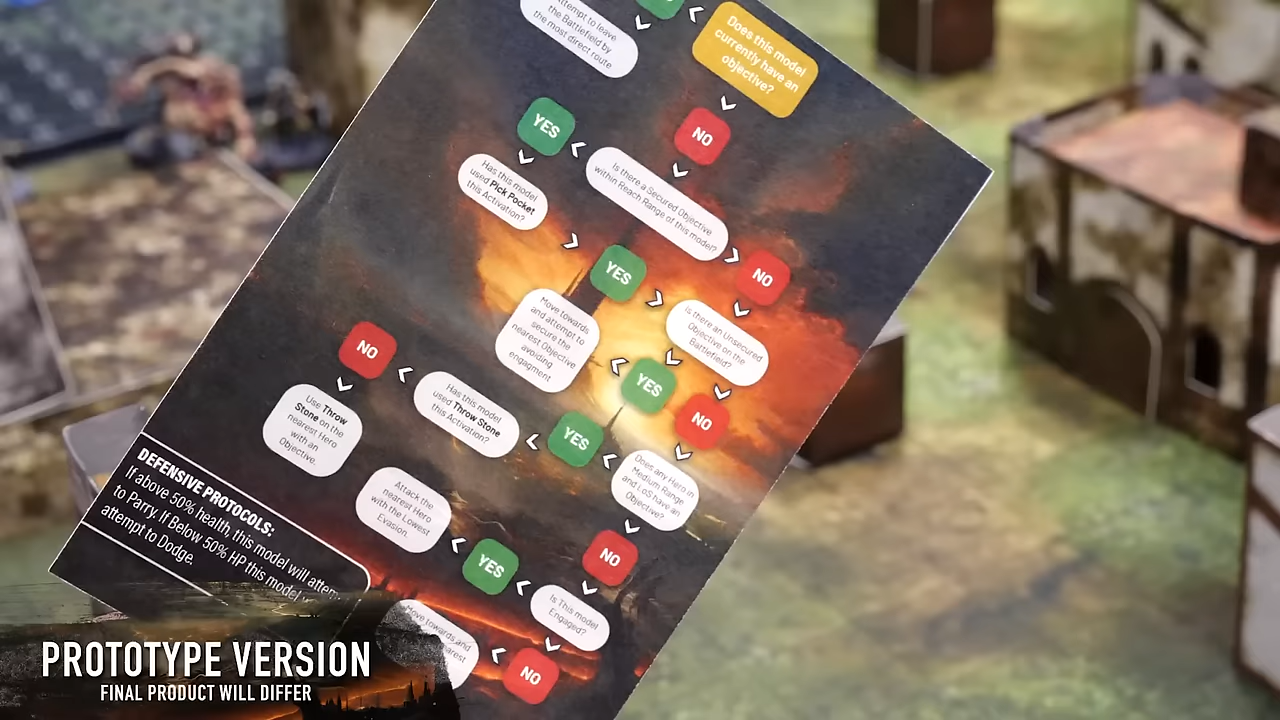 attempt to leave
the Battlefield by
the most direct route
Does this model
currently have an
objective?
YES
NO
Has this model
used Pick Pocket
this Activation?
Is there a Secured Objective
within Reach Range of this model?
YES
NO
Move towards
and attempt to
secure the
nearest Objective
avoiding
engagment
Is there an Unsecured
Objective on the
Battlefield?
NO
YES
NO
Use Throw
Stone on the
nearest Hero
with an
Objective.
Has this model
used Throw Stone
this Activation?
YES
Does any Hero in
Medium Range
and LoS have an
Objective?
Attack the
nearest Hero
with the Lowest
Evasion.
YES
NO
Is This model
Engaged?
Move towards and
NO
DEFENSIVE PROTOCOLS:
If above 50% health, this model will
to Parry. If Below 50% HP this model
attempt to Dodge.
PROTOTYPE VERSION
FINAL PRODUCT WILL DIFFER